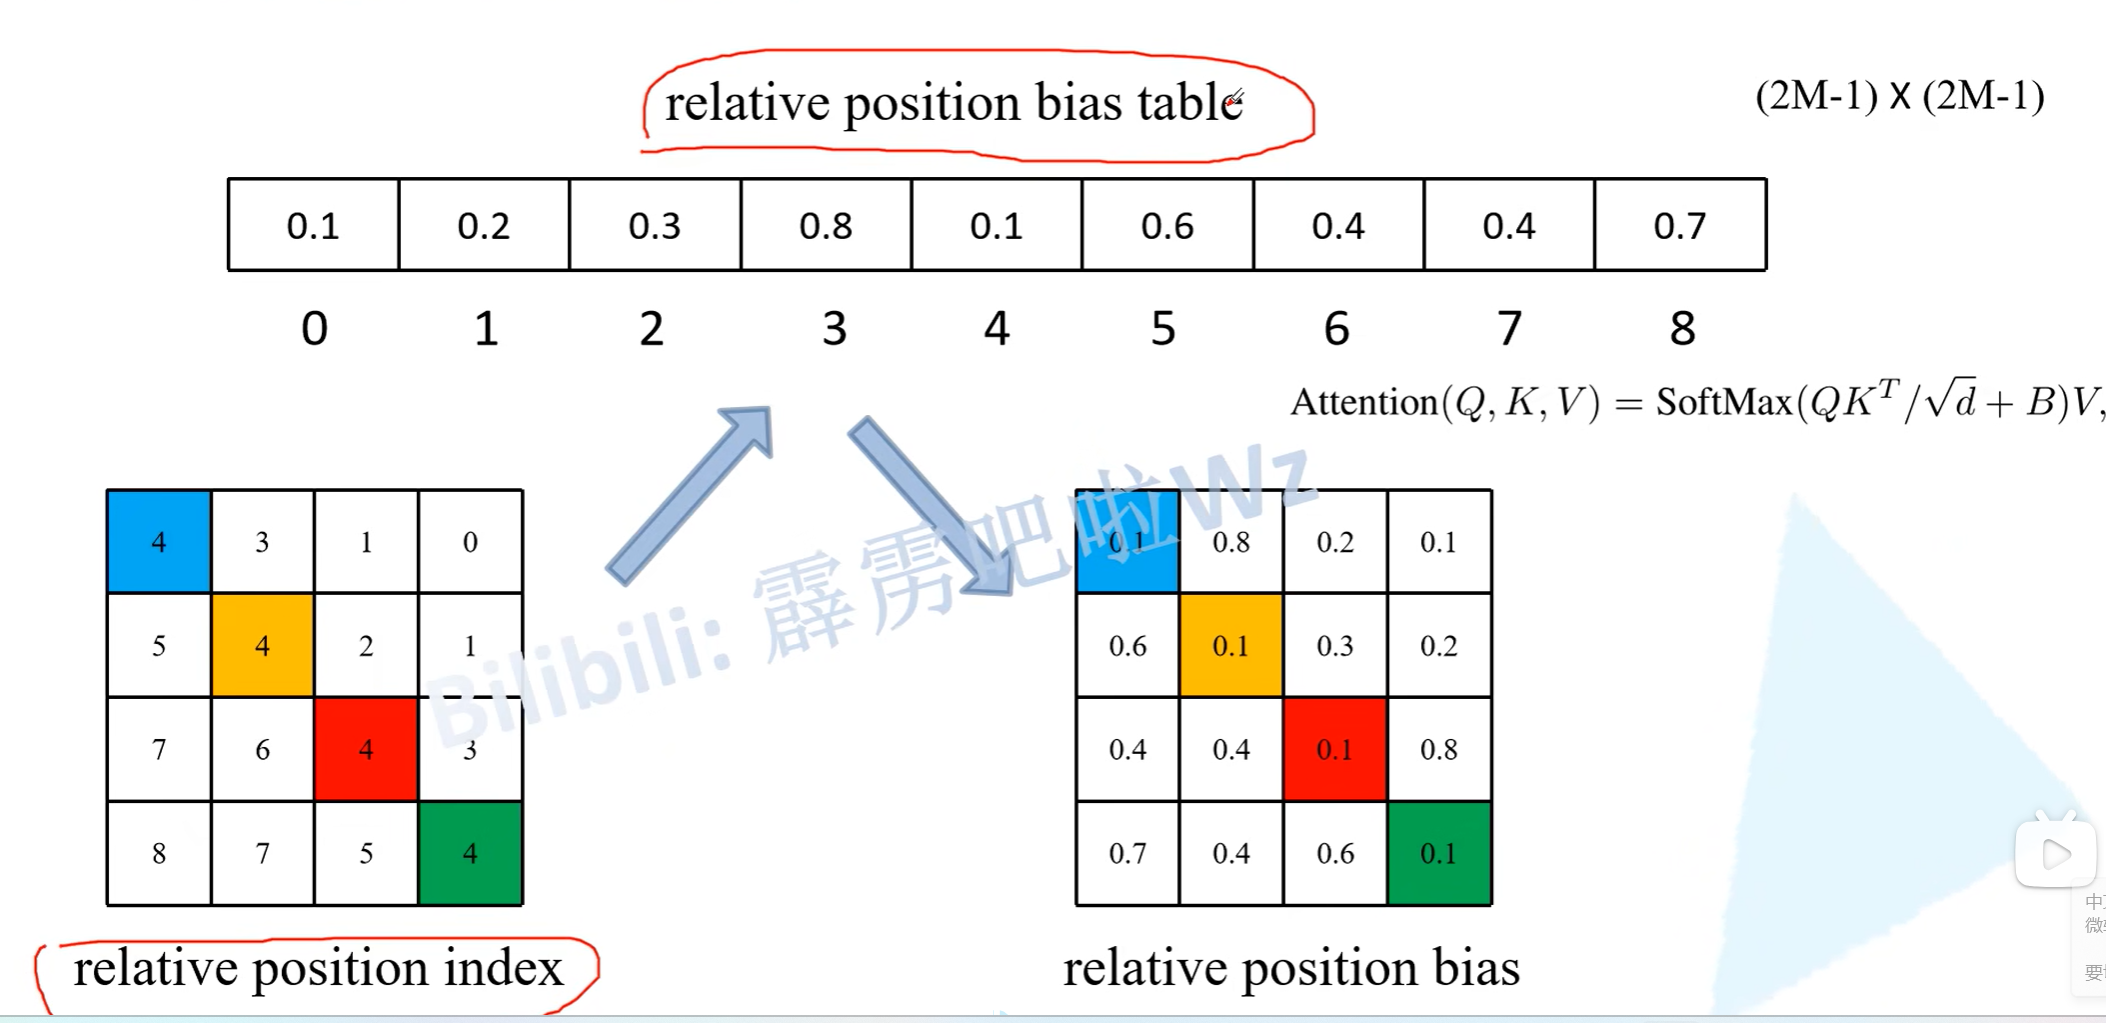 relative position bias table
(2M-1) X (2M-1)
0.1 0.2 0.3 0.8 0.1 0.6 0.4 0.4 0.7
0 1 2 3 4 5 6 7 8
Attention(Q, K, V) = SoftMax(QK^T/√d + B)V,
4 3 1 0
5 4 2 1
7 6 4 3
8 7 5 4
relative position index
0.1 0.8 0.2 0.1
0.6 0.1 0.3 0.2
0.4 0.4 0.1 0.8
0.7 0.4 0.6 0.1
relative position bias
Bilibili: 霹雳吧啦Wz